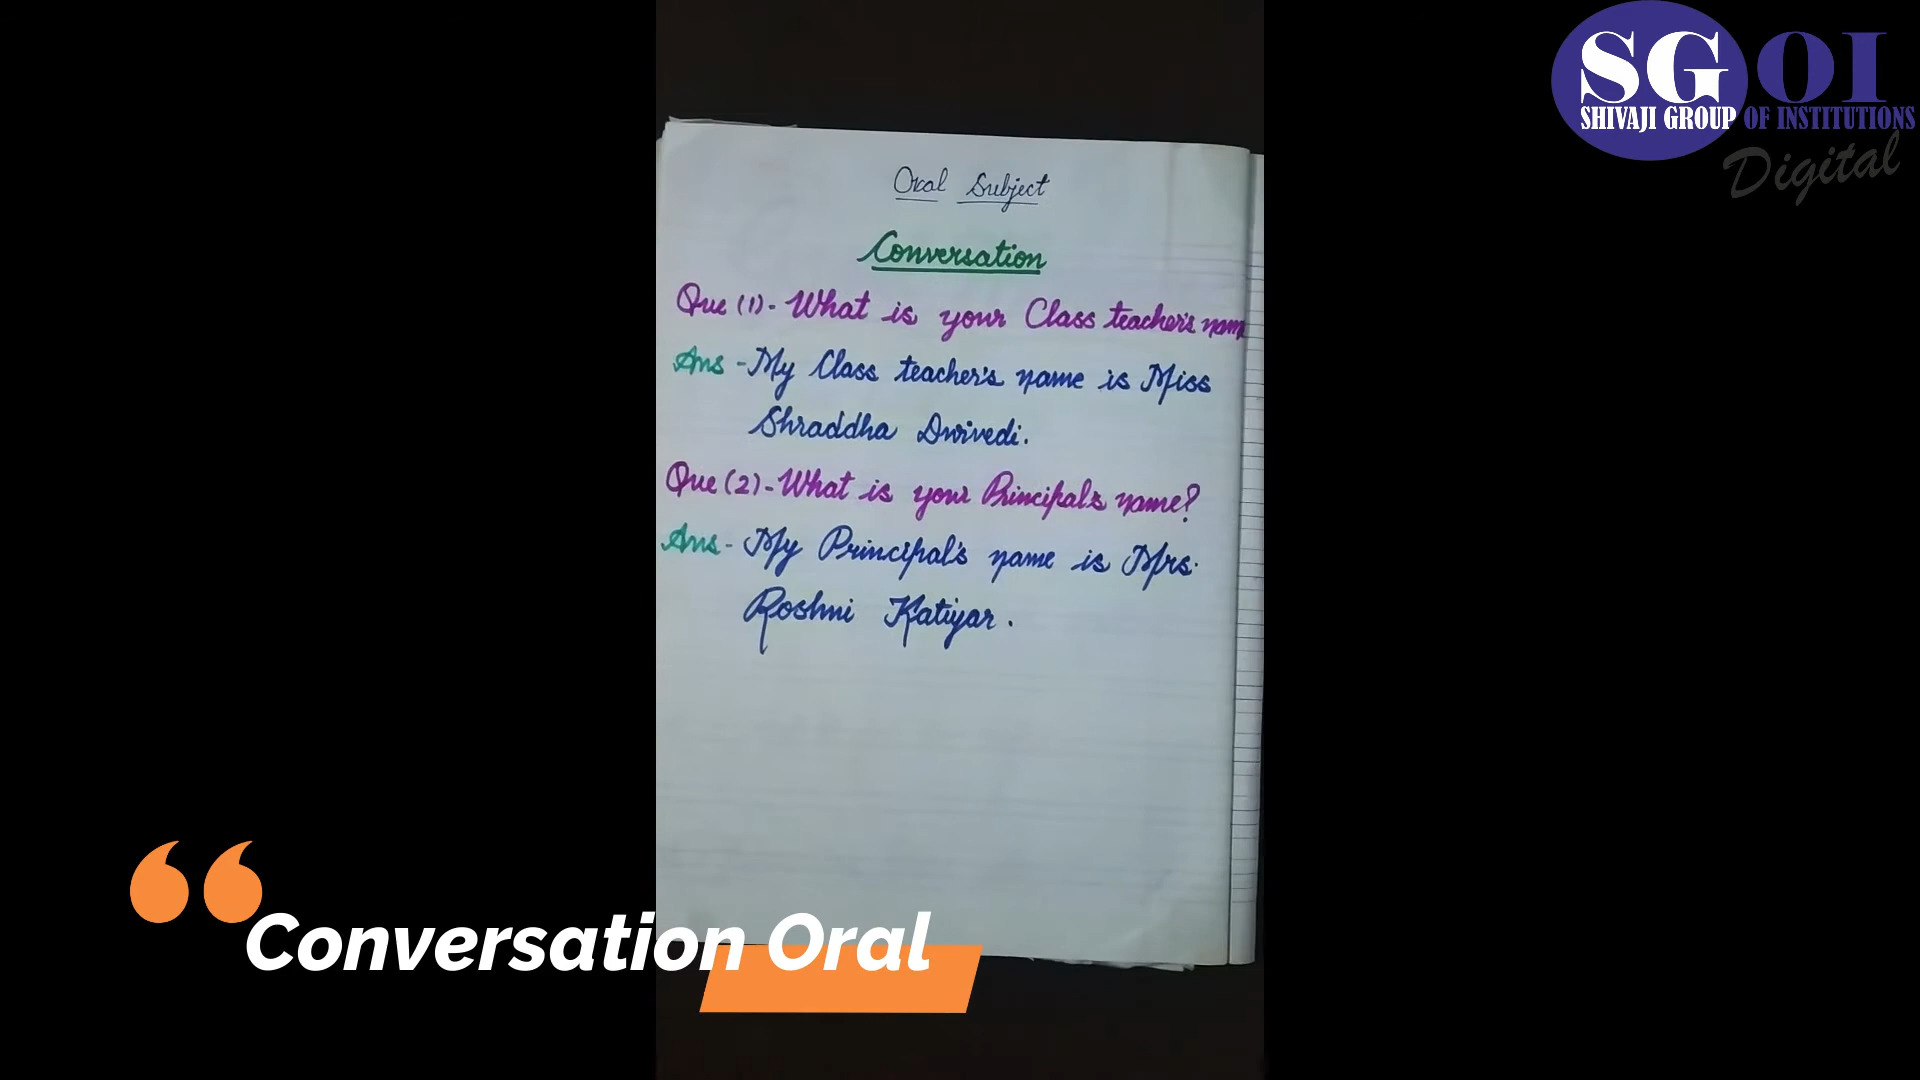 SG OI
SHIVAJI GROUP OF INSTITUTIONS
Digital
Oral Subject
Conversation
Que (1)- What is your Class teacher's name
Ans - My Class teacher's name is Miss
Shraddha Dwivedi.
Que (2)- What is your Principal's name?
Ans - My Principal's name is Mrs.
Roshni Katiyar.
Conversation Oral